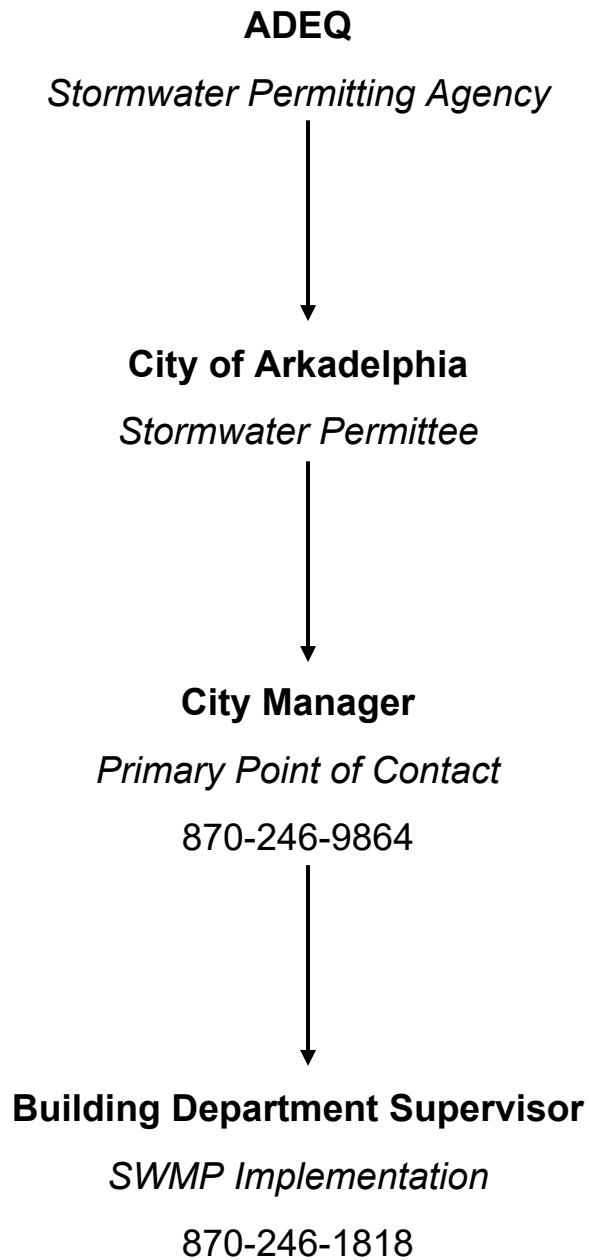 ADEQ
Stormwater Permitting Agency
City of Arkadelphia
Stormwater Permittee
City Manager
Primary Point of Contact
870-246-9864
Building Department Supervisor
SWMP Implementation
870-246-1818